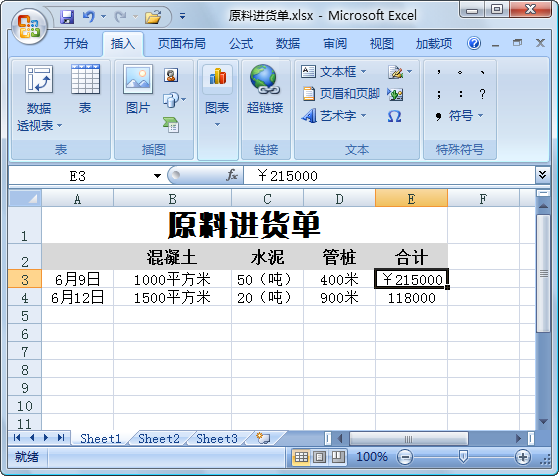 原料进货单.xlsx - Microsoft Excel
开始 插入 页面布局 公式 数据 审阅 视图 加载项
数据透视表 表 图片 图表 超链接 文本框 页眉和页脚 艺术字 Ω , 。 、 ; : ? , 符号
表 插图 链接 文本 特殊符号
E3 fx ￥215000
A B C D E F
1 原料进货单
2 混凝土 水泥 管桩 合计
3 6月9日 1000平方米 50（吨） 400米 ￥215000
4 6月12日 1500平方米 20（吨） 900米 118000
5
6
7
8
9
10
11
Sheet1 Sheet2 Sheet3
就绪 100%